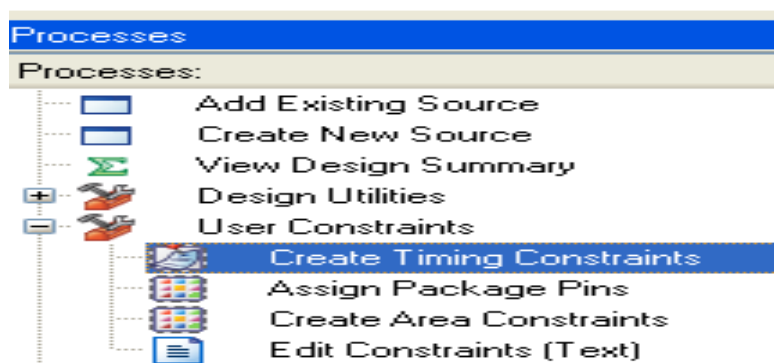 Processes
Processes:
Add Existing Source
Create New Source
View Design Summary
Design Utilities
User Constraints
Create Timing Constraints
Assign Package Pins
Create Area Constraints
Edit Constraints (Text)